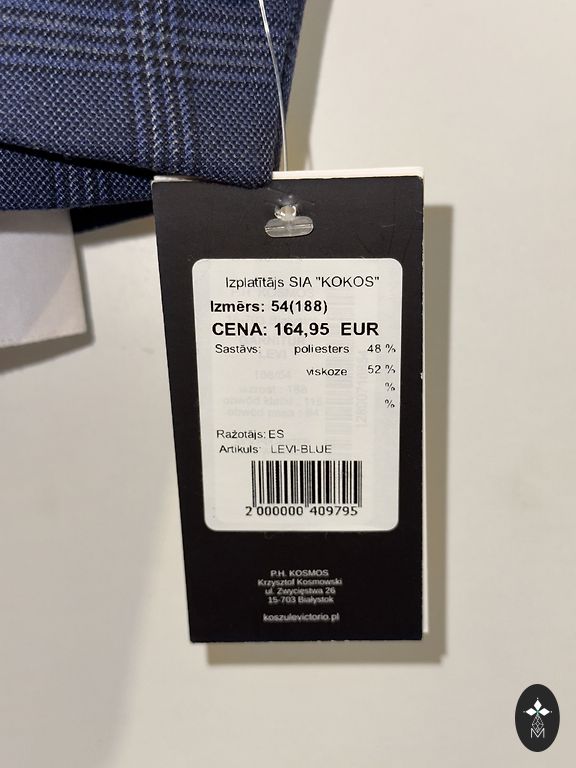 Izplatītājs SIA "KOKOS"
Izmērs: 54(188)
CENA: 164,95 EUR
Sastāvs: poliesters 48 %
viskoze 52 %
%
%
Ražotājs: ES
Artikuls: LEVI-BLUE
2 000000 409795
P.H. KOSMOS
Krzysztof Kosmowski
ul. Zwycięstwa 26
15-703 Białystok
koszulevictorio.pl
M